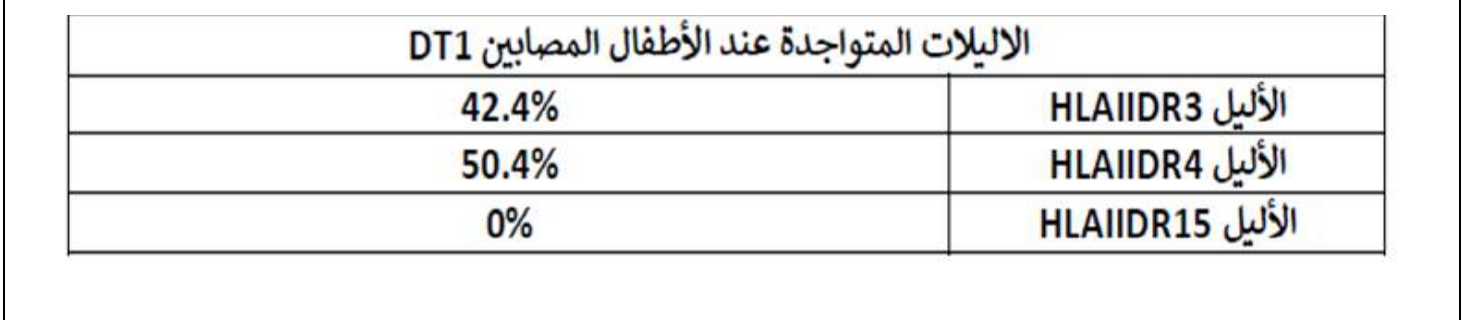 الاليلات المتواجدة عند الأطفال المصابين DT1
الأليل HLAIIDR3 42.4%
الأليل HLAIIDR4 50.4%
الأليل HLAIIDR15 0%